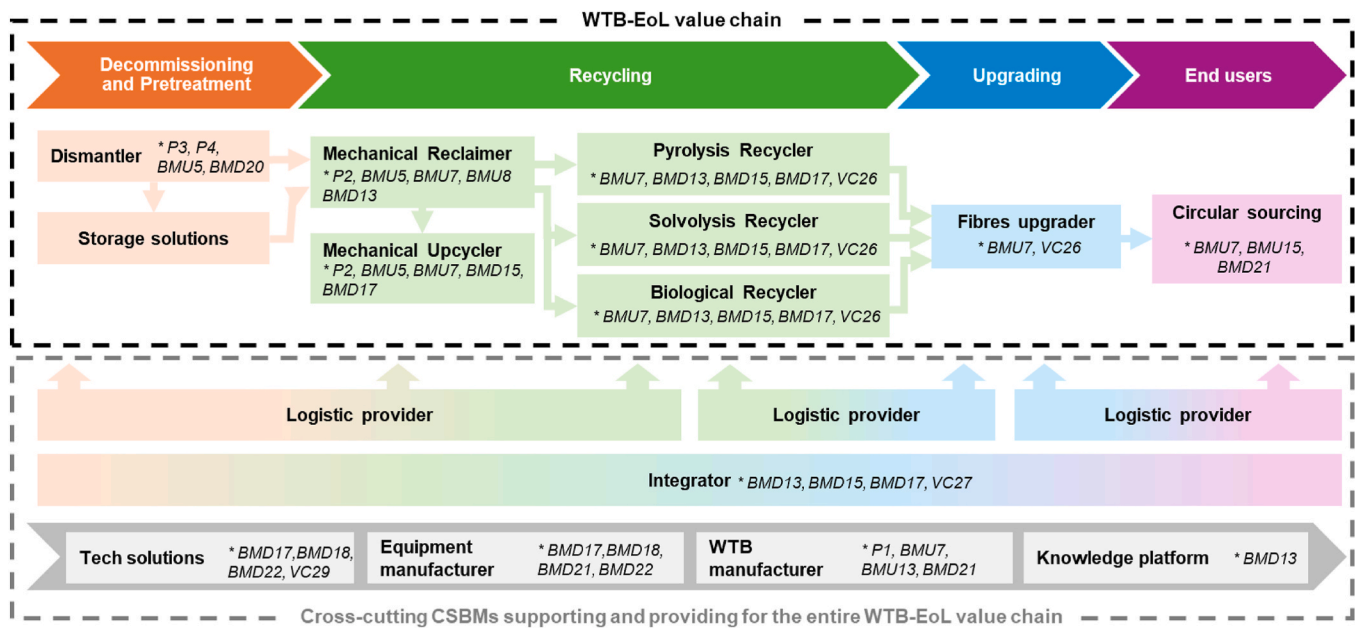 WTB-EoL value chain
Decommissioning
and Pretreatment
Recycling
Upgrading
End users
Dismantler
* P3, P4,
BMU5, BMD20
Storage solutions
Mechanical Reclaimer
* P2, BMU5, BMU7, BMU8
BMD13
Mechanical Upcycler
* P2, BMU5, BMU7, BMD15,
BMD17
Pyrolysis Recycler
* BMU7, BMD13, BMD15, BMD17, VC26
Solvolysis Recycler
* BMU7, BMD13, BMD15, BMD17, VC26
Biological Recycler
* BMU7, BMD13, BMD15, BMD17, VC26
Fibres upgrader
* BMU7, VC26
Circular sourcing
* BMU7, BMU15,
BMD21
Logistic provider
Logistic provider
Logistic provider
Integrator * BMD13, BMD15, BMD17, VC27
Tech solutions
* BMD17,BMD18,
BMD22, VC29
Equipment
manufacturer
* BMD17,BMD18,
BMD21, BMD22
WTB
manufacturer
* P1, BMU7,
BMU13, BMD21
Knowledge platform * BMD13
Cross-cutting CSBMs supporting and providing for the entire WTB-EoL value chain